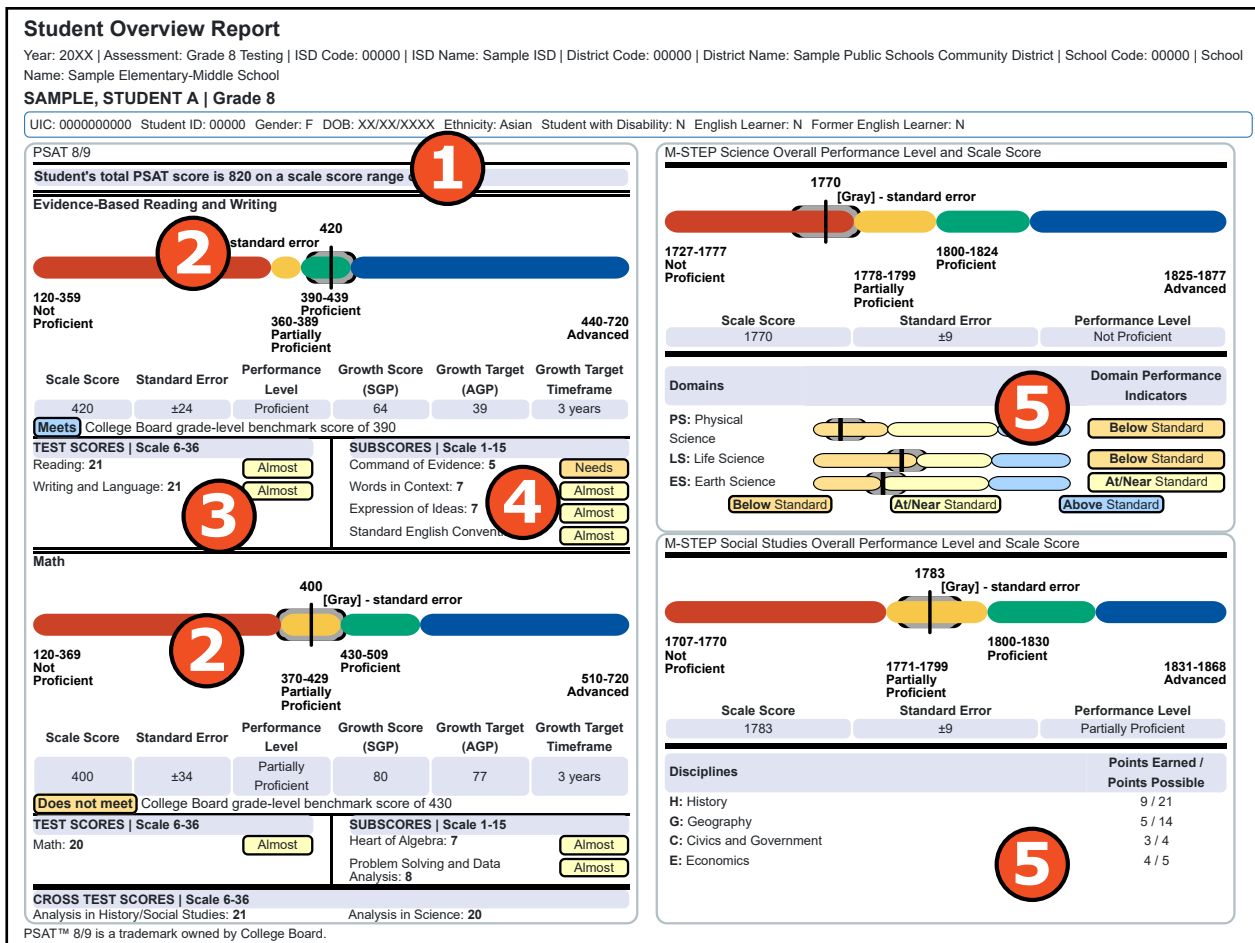 Student Overview Report
Year: 20XX | Assessment: Grade 8 Testing | ISD Code: 00000 | ISD Name: Sample ISD | District Code: 00000 | District Name: Sample Public Schools Community District | School Code: 00000 | School
Name: Sample Elementary-Middle School
SAMPLE, STUDENT A | Grade 8
UIC: 0000000000 Student ID: 00000 Gender: F DOB: XX/XX/XXXX Ethnicity: Asian Student with Disability: N English Learner: N Former English Learner: N
PSAT 8/9
1
Student's total PSAT score is 820 on a scale score range
Evidence-Based Reading and Writing
420
standard error
2
120-359
Not
Proficient
390-439
Proficient
360-389
Partially
Proficient
440-720
Advanced
Scale Score Standard Error Performance Level Growth Score (SGP) Growth Target (AGP) Growth Target Timeframe
420 ±24 Proficient 64 39 3 years
Meets College Board grade-level benchmark score of 390
TEST SCORES | Scale 6-36
Reading: 21 Almost
Writing and Language: 21 Almost
3
SUBSCORES | Scale 1-15
Command of Evidence: 5 Needs
Words in Context: 7 Almost
Expression of Ideas: 7 Almost
Standard English Almost
4
Math
400
[Gray] - standard error
2
120-369
Not
Proficient
430-509
Proficient
370-429
Partially
Proficient
510-720
Advanced
Scale Score Standard Error Performance Level Growth Score (SGP) Growth Target (AGP) Growth Target Timeframe
400 ±34 Partially Proficient 80 77 3 years
Does not meet College Board grade-level benchmark score of 430
TEST SCORES | Scale 6-36
Math: 20 Almost
SUBSCORES | Scale 1-15
Heart of Algebra: 7 Almost
Problem Solving and Data
Analysis: 8 Almost
CROSS TEST SCORES | Scale 6-36
Analysis in History/Social Studies: 21 Analysis in Science: 20
PSAT™ 8/9 is a trademark owned by College Board.
M-STEP Science Overall Performance Level and Scale Score
1770
[Gray] - standard error
1727-1777
Not
Proficient
1800-1824
Proficient
1778-1799
Partially
Proficient
1825-1877
Advanced
Scale Score Standard Error Performance Level
1770 ±9 Not Proficient
Domains Domain Performance Indicators
5
PS: Physical
Science Below Standard
LS: Life Science Below Standard
ES: Earth Science At/Near Standard
Below Standard At/Near Standard Above Standard
M-STEP Social Studies Overall Performance Level and Scale Score
1783
[Gray] - standard error
1707-1770
Not
Proficient
1800-1830
Proficient
1771-1799
Partially
Proficient
1831-1868
Advanced
Scale Score Standard Error Performance Level
1783 ±9 Partially Proficient
Disciplines Points Earned / Points Possible
H: History 9 / 21
G: Geography 5 / 14
C: Civics and Government 3 / 4
E: Economics 4 / 5
5